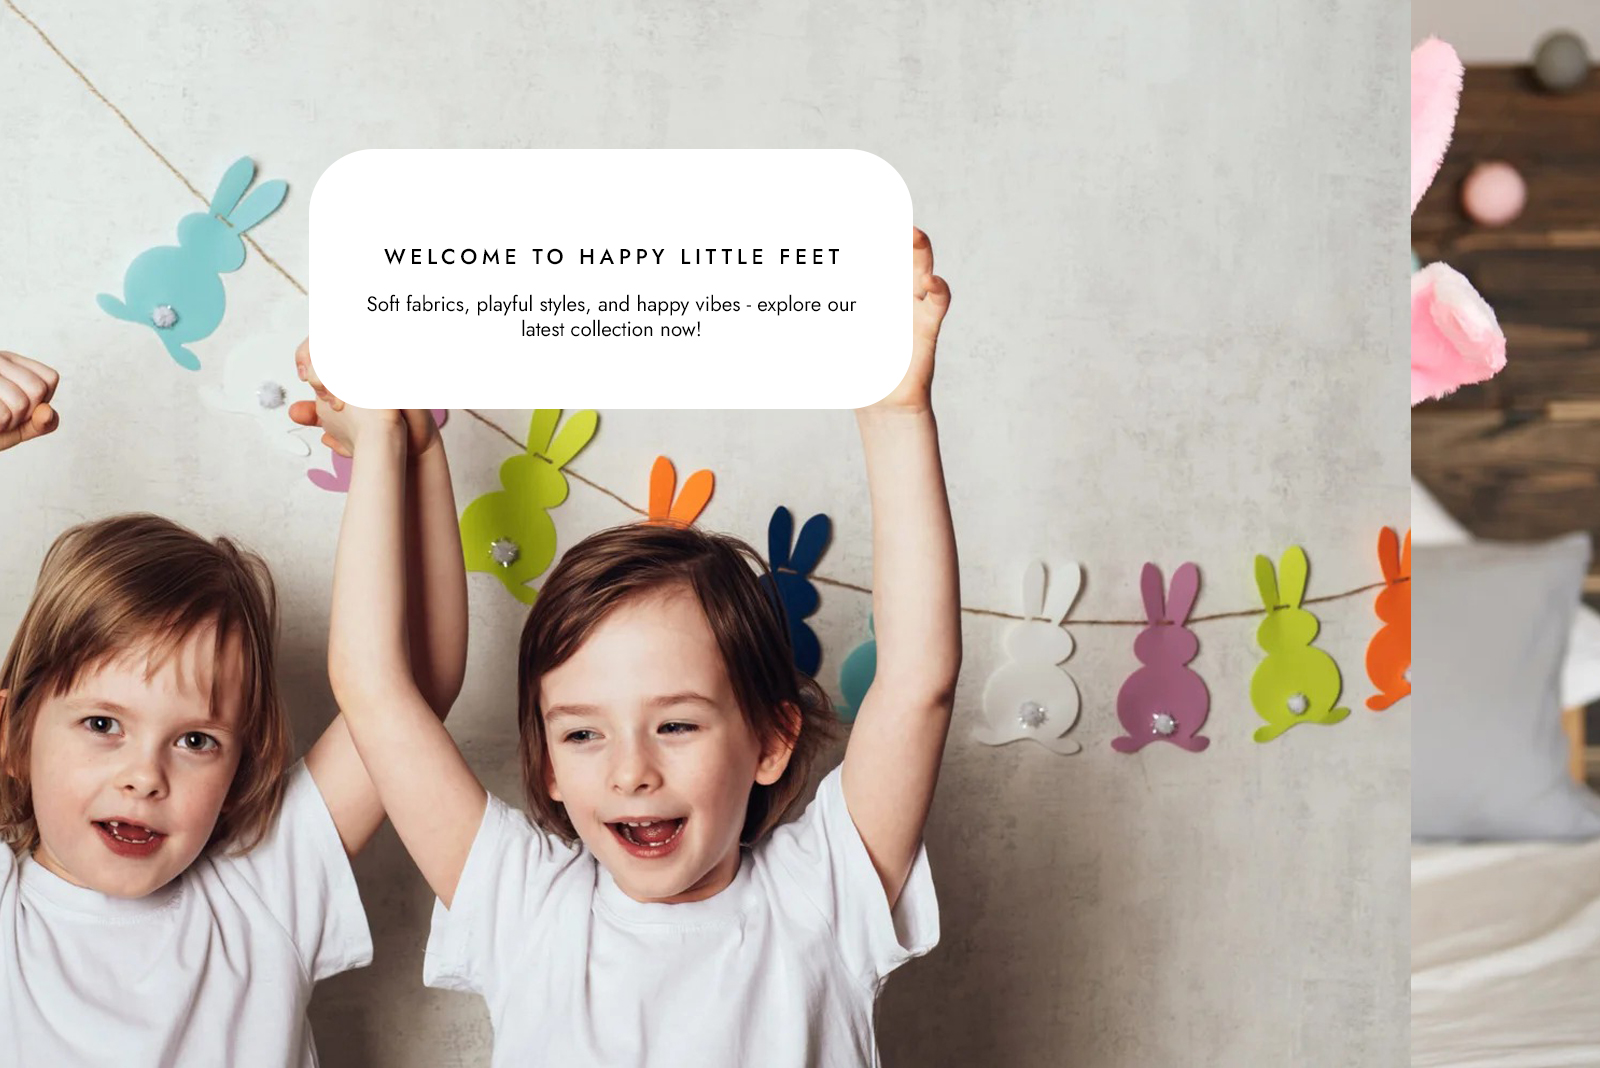 WELCOME TO HAPPY LITTLE FEET
Soft fabrics, playful styles, and happy vibes - explore our
latest collection now!